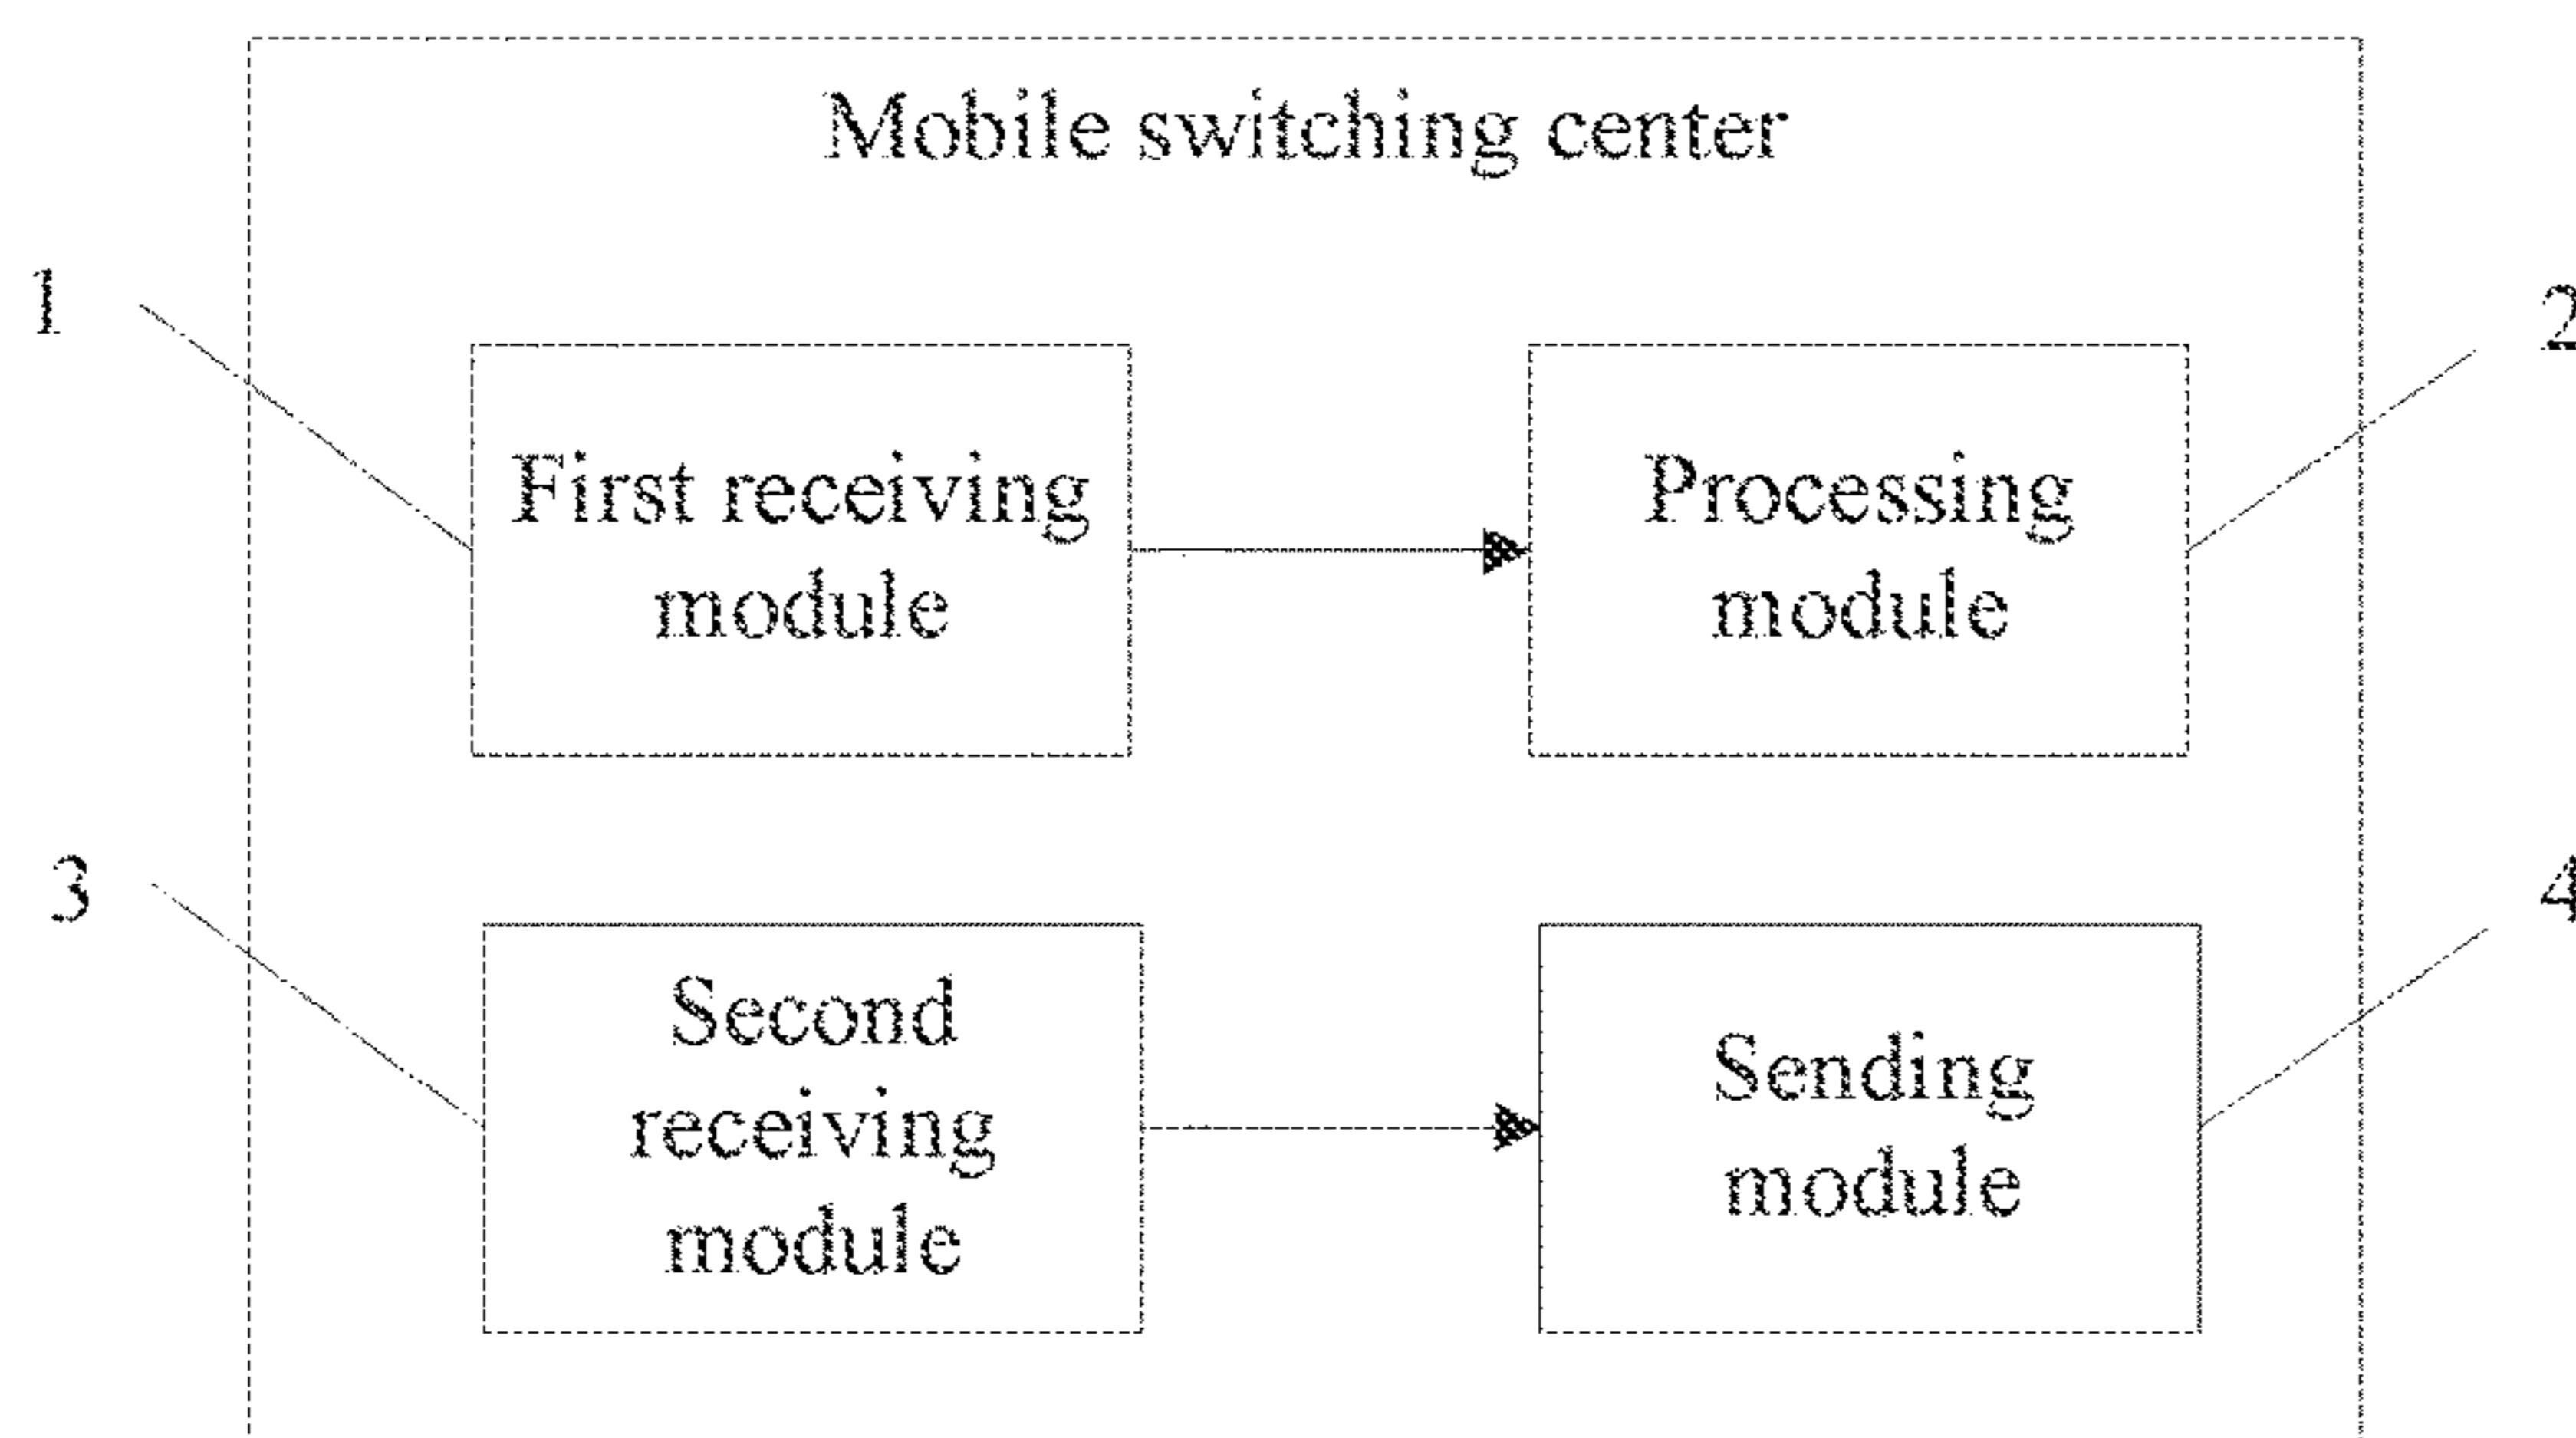 Mobile switching center
1
2
First receiving
module
Processing
module
3
4
Second
receiving
module
Sending
module